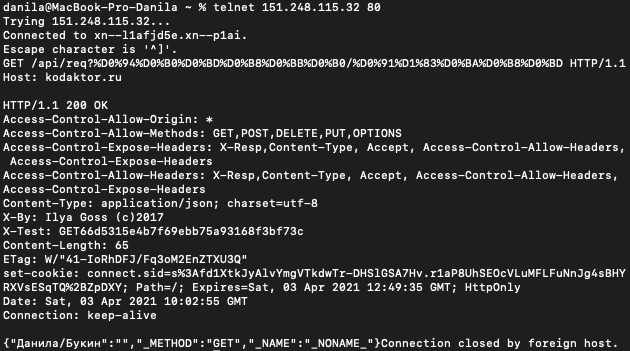 danila@MacBook-Pro-Danila ~ % telnet 151.248.115.32 80
Trying 151.248.115.32...
Connected to xn--l1afjd5e.xn--p1ai.
Escape character is '^]'.
GET /api/req?%D0%94%D0%B0%D0%BD%D0%B8%D0%BB%D0%B0/%D0%91%D1%83%D0%BA%D0%B8%D0%BD HTTP/1.1
Host: kodaktor.ru

HTTP/1.1 200 OK
Access-Control-Allow-Origin: *
Access-Control-Allow-Methods: GET,POST,DELETE,PUT,OPTIONS
Access-Control-Expose-Headers: X-Resp,Content-Type, Accept, Access-Control-Allow-Headers,
 Access-Control-Expose-Headers
Access-Control-Allow-Headers: X-Resp,Content-Type, Accept, Access-Control-Allow-Headers,
Access-Control-Expose-Headers
Content-Type: application/json; charset=utf-8
X-By: Ilya Goss (c)2017
X-Test: GET66d5315e4b7f69ebb75a93168f3bf73c
Content-Length: 65
ETag: W/"41-IoRhDFJ/Fq3oM2EnZTXU3Q"
set-cookie: connect.sid=s%3Afd1XtkJyAlvYmgVTkdwTr-DHSlGSA7Hv.r1aP8UhSEOcVLuMFLFuNnJg4sBHY
RXVsESqTQ%2BZpDXY; Path=/; Expires=Sat, 03 Apr 2021 12:49:35 GMT; HttpOnly
Date: Sat, 03 Apr 2021 10:02:55 GMT
Connection: keep-alive

{"Данила/Букин":"","_METHOD":"GET","_NAME":"_NONAME_"}Connection closed by foreign host.